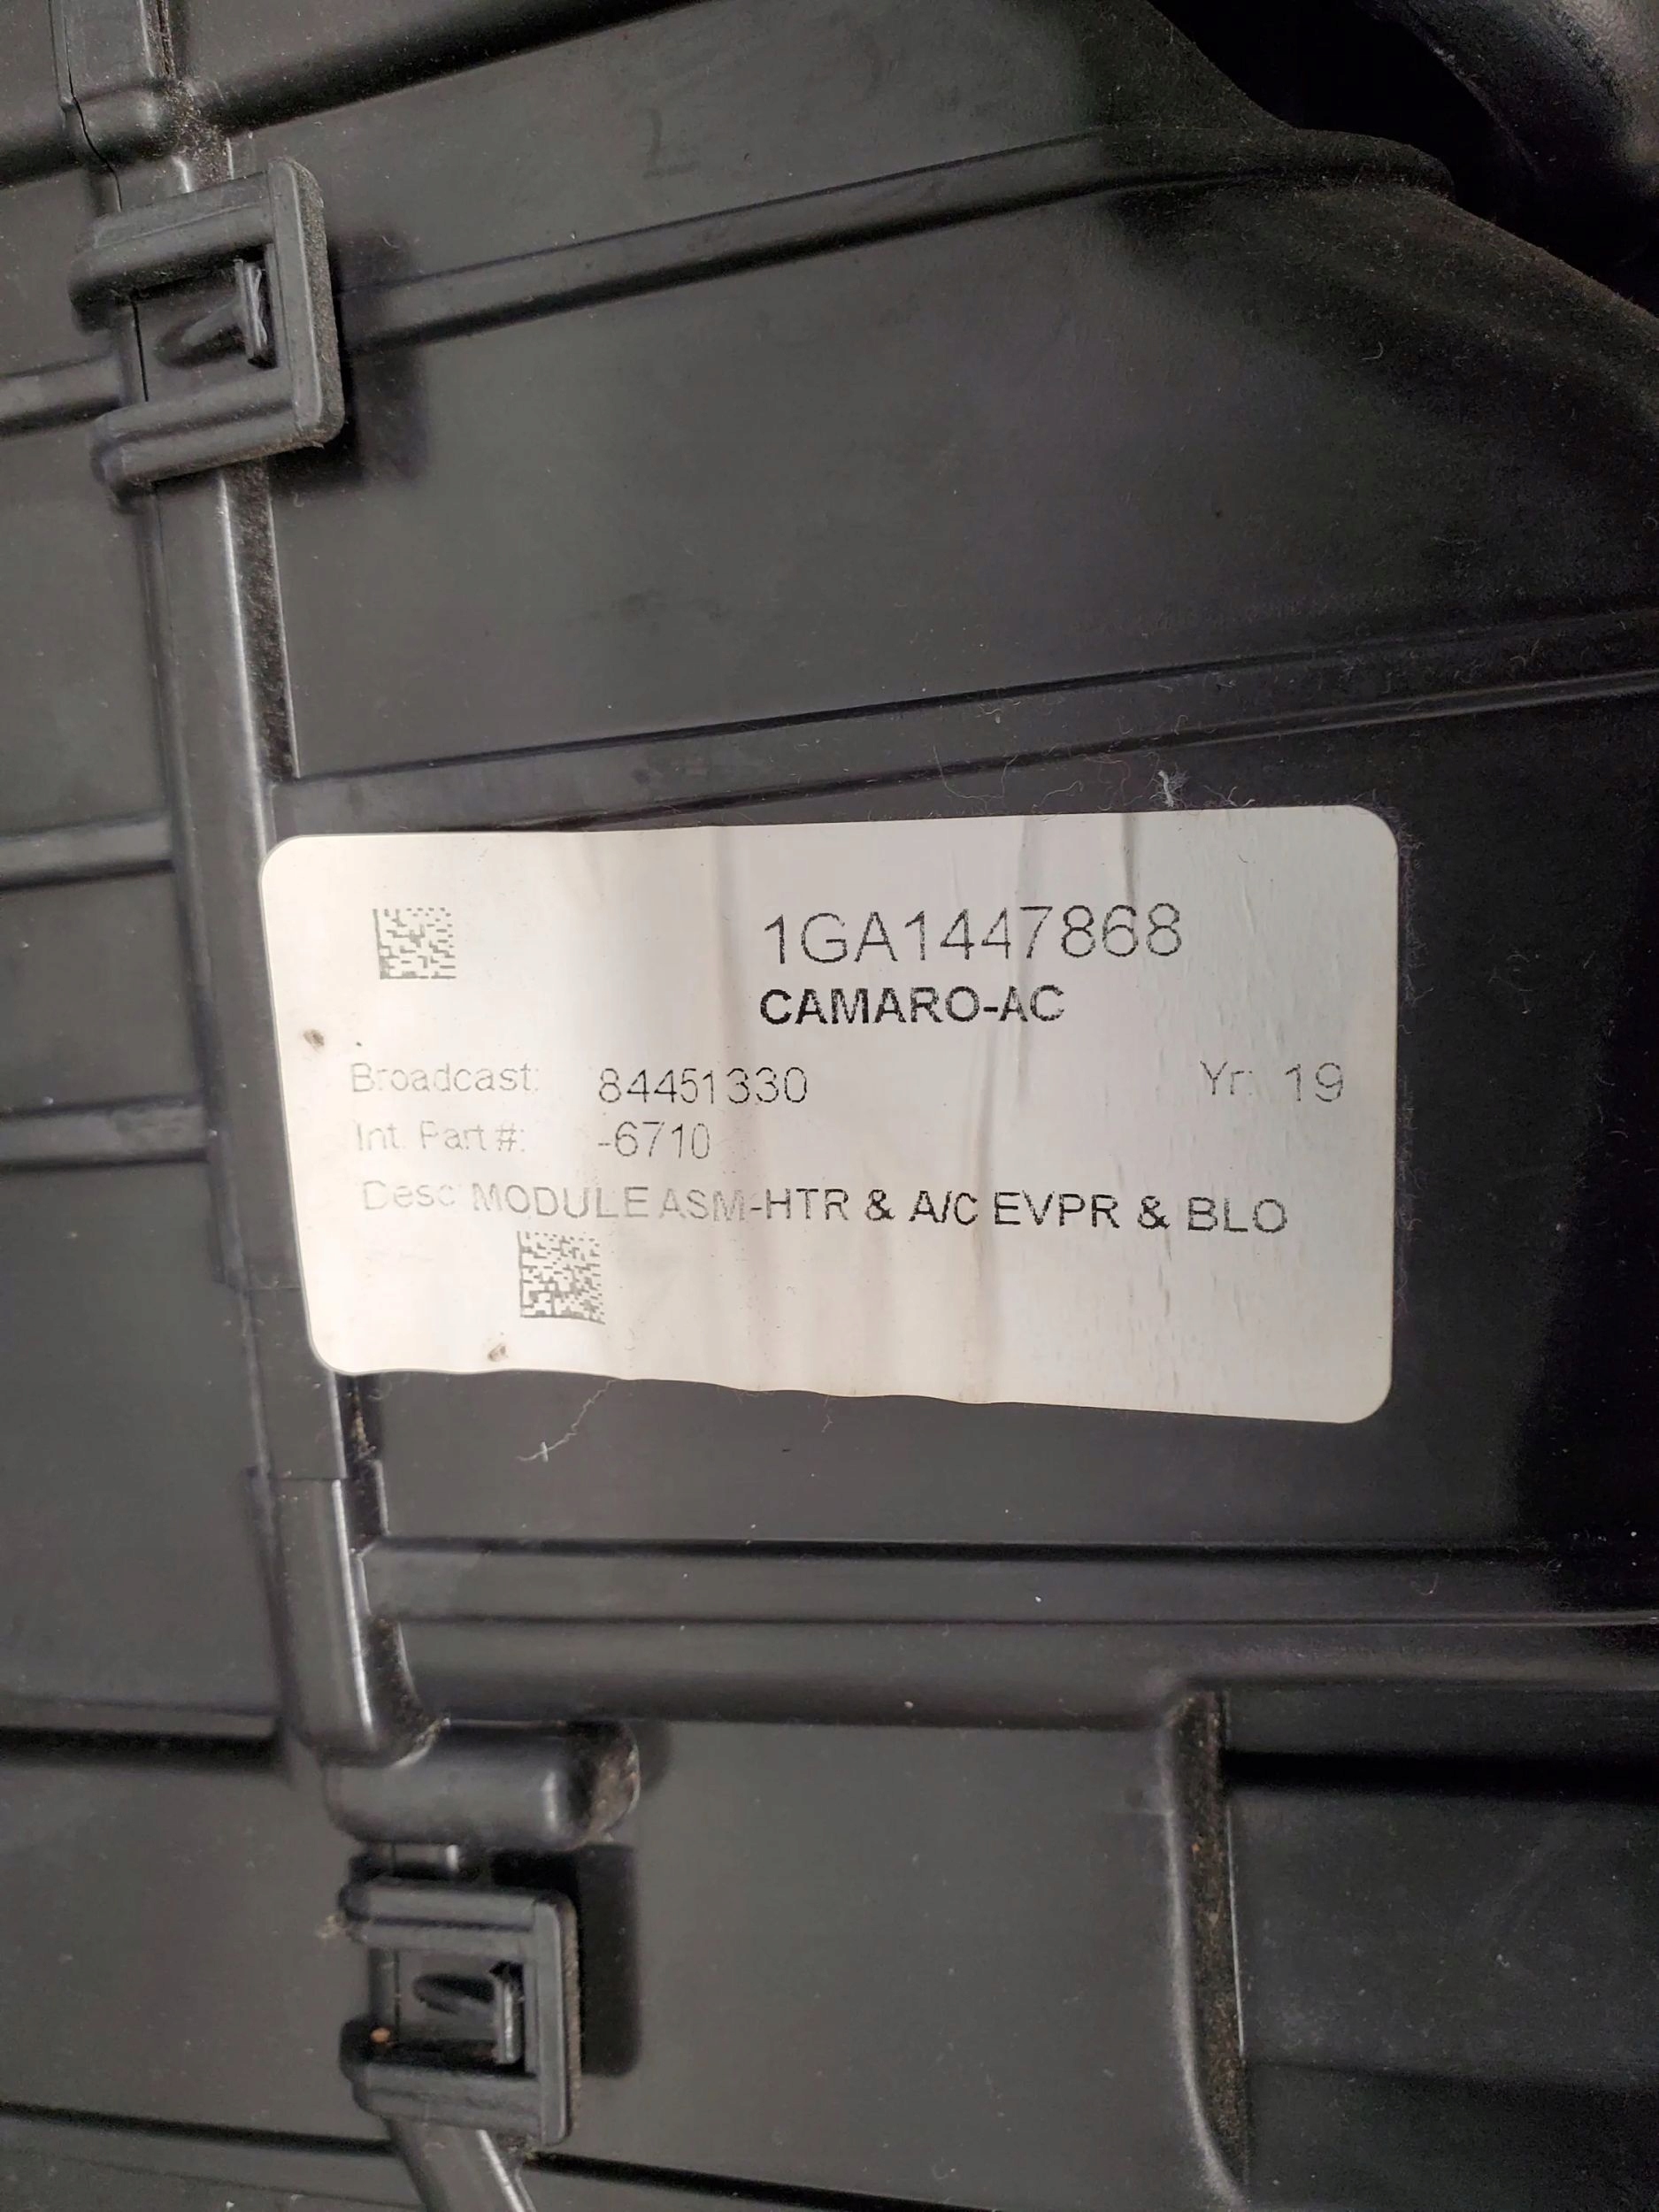 1GA1447868
CAMARO-AC
Broadcast: 84451330 Yr: 19
Int. Part #: -6710
Desc: MODULE ASM-HTR & A/C EVPR & BLO